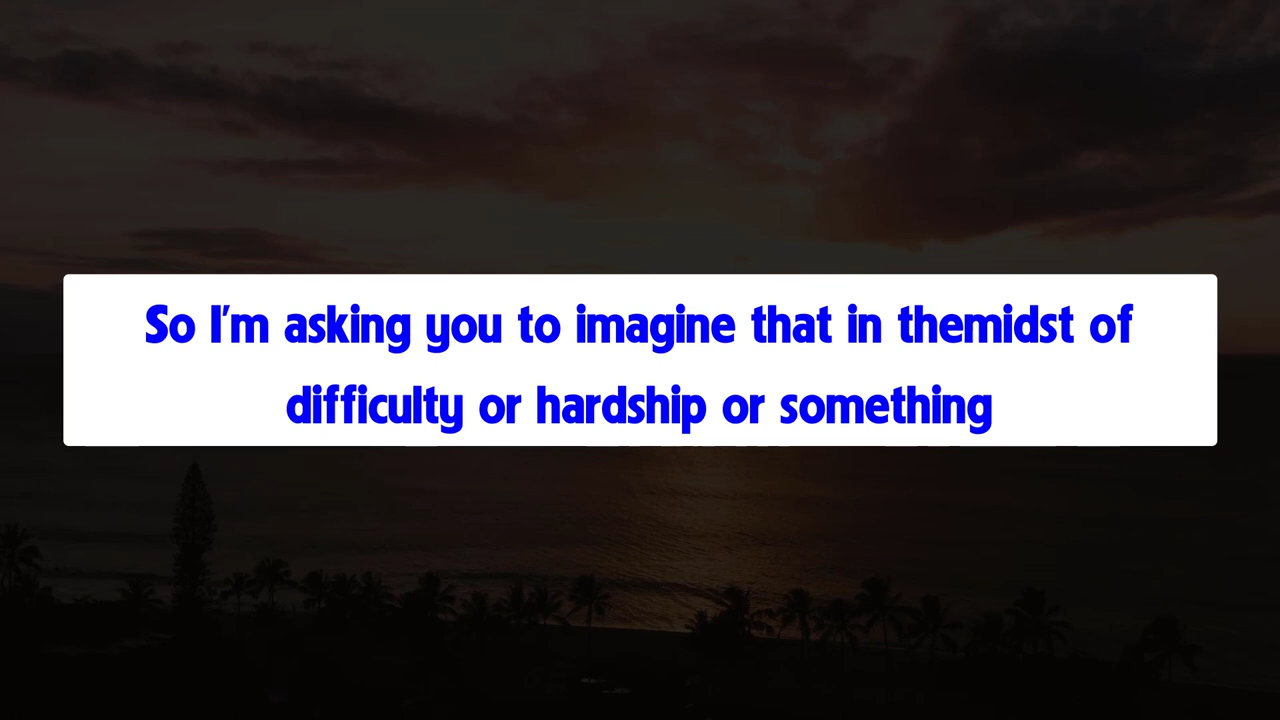 So I'm asking you to imagine that in themidst of
difficulty or hardship or something